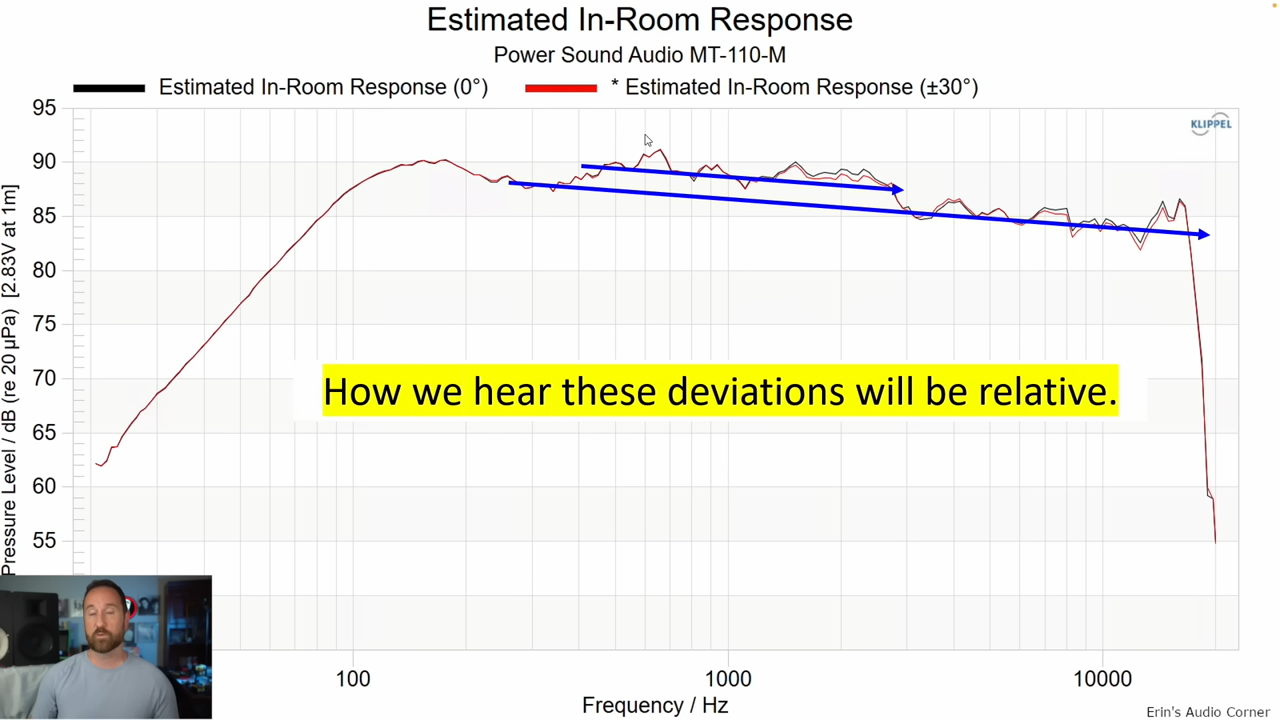 Estimated In-Room Response
Power Sound Audio MT-110-M
Estimated In-Room Response (0°)
* Estimated In-Room Response (±30°)
KLIPPEL
95
90
85
80
75
70
65
60
55
Pressure Level / dB (re 20 µPa) [2.83V at 1m]
How we hear these deviations will be relative.
100
1000
10000
Frequency / Hz
Erin's Audio Corner